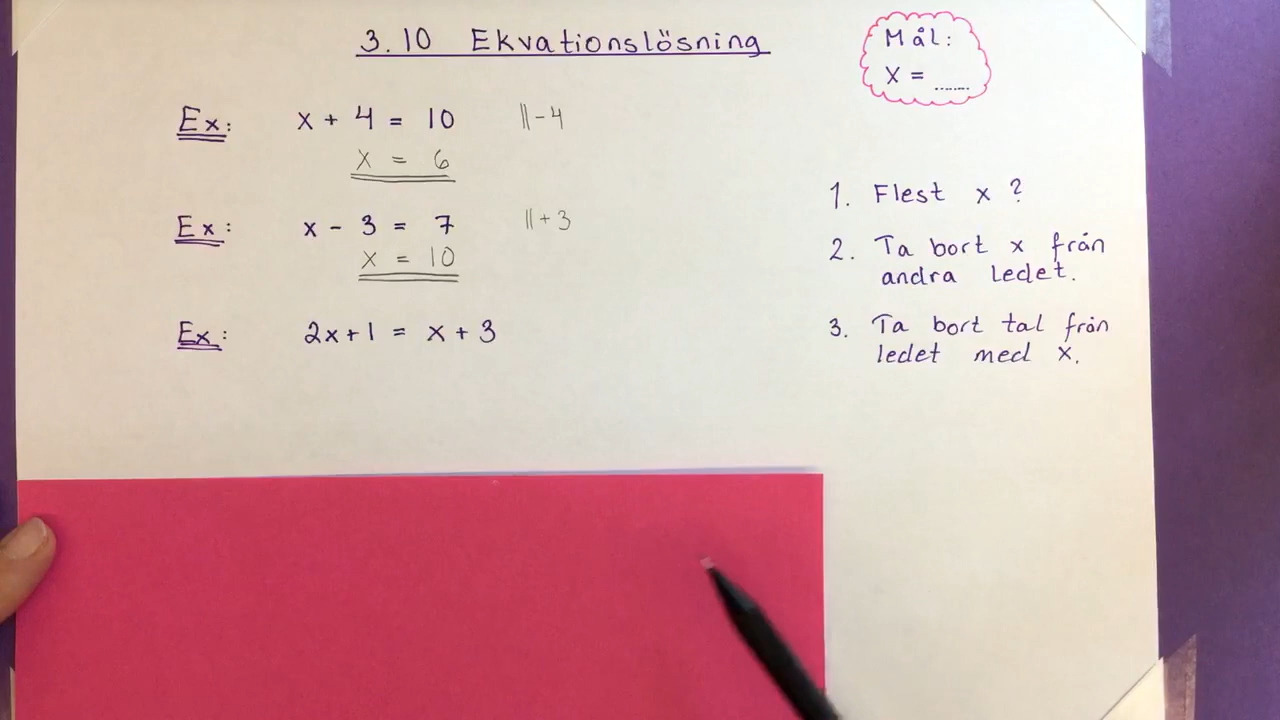 3.10 Ekvationslösning
Mål:
x = .......
Ex: x + 4 = 10 || - 4
x = 6
Ex: x - 3 = 7 || + 3
x = 10
Ex: 2x + 1 = x + 3
1. Flest x ?
2. Ta bort x från
andra ledet.
3. Ta bort tal från
ledet med x.